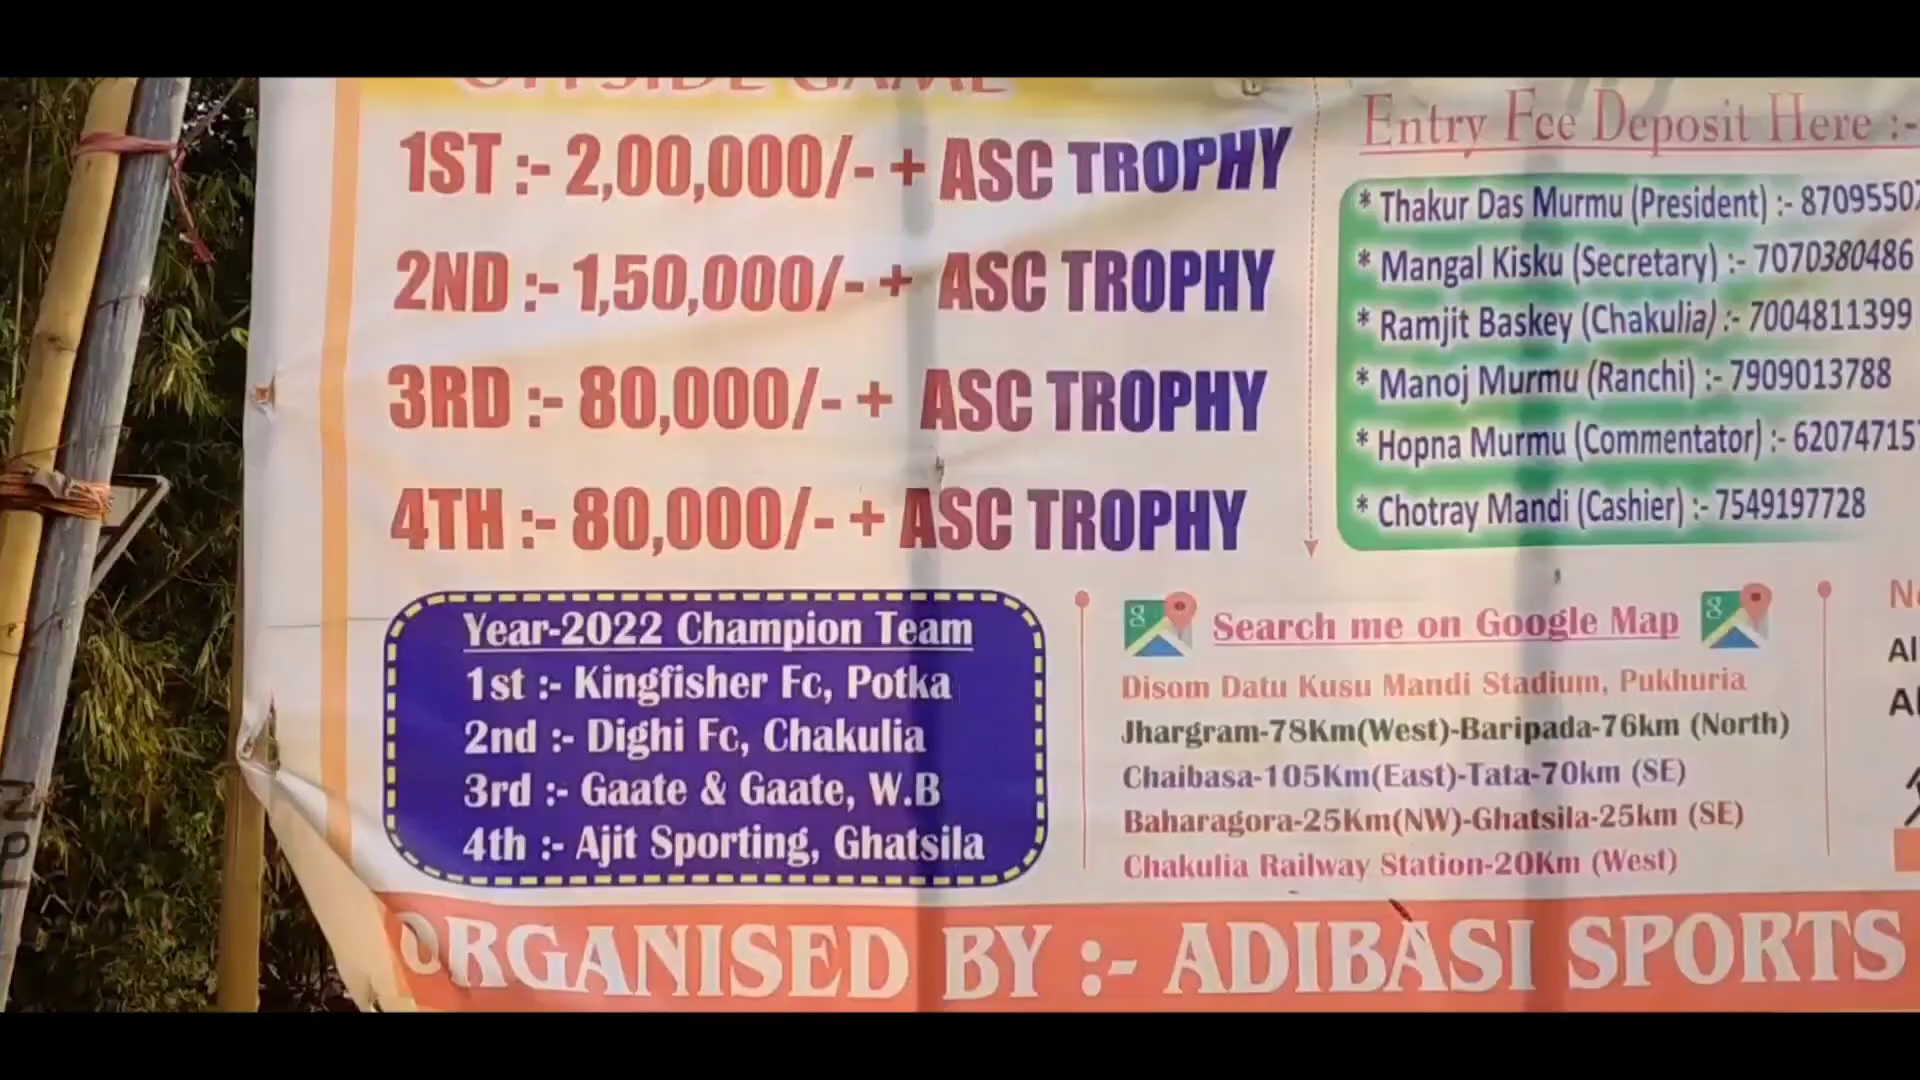 OFFSIDE GAME
1ST :- 2,00,000/- + ASC TROPHY
2ND :- 1,50,000/- + ASC TROPHY
3RD :- 80,000/- + ASC TROPHY
4TH :- 80,000/- + ASC TROPHY
Year-2022 Champion Team
1st :- Kingfisher Fc, Potka
2nd :- Dighi Fc, Chakulia
3rd :- Gaate & Gaate, W.B
4th :- Ajit Sporting, Ghatsila
Entry Fee Deposit Here :-
* Thakur Das Murmu (President) :- 8709550
* Mangal Kisku (Secretary) :- 7070380486
* Ramjit Baskey (Chakulia) :- 7004811399
* Manoj Murmu (Ranchi) :- 7909013788
* Hopna Murmu (Commentator) :- 62074715
* Chotray Mandi (Cashier) :- 7549197728
Search me on Google Map
Disom Datu Kusu Mandi Stadium, Pukhuria
Jhargram-78Km(West)-Baripada-76km (North)
Chaibasa-105Km(East)-Tata-70km (SE)
Baharagora-25Km(NW)-Ghatsila-25km (SE)
Chakulia Railway Station-20Km (West)
ORGANISED BY :- ADIBASI SPORTS